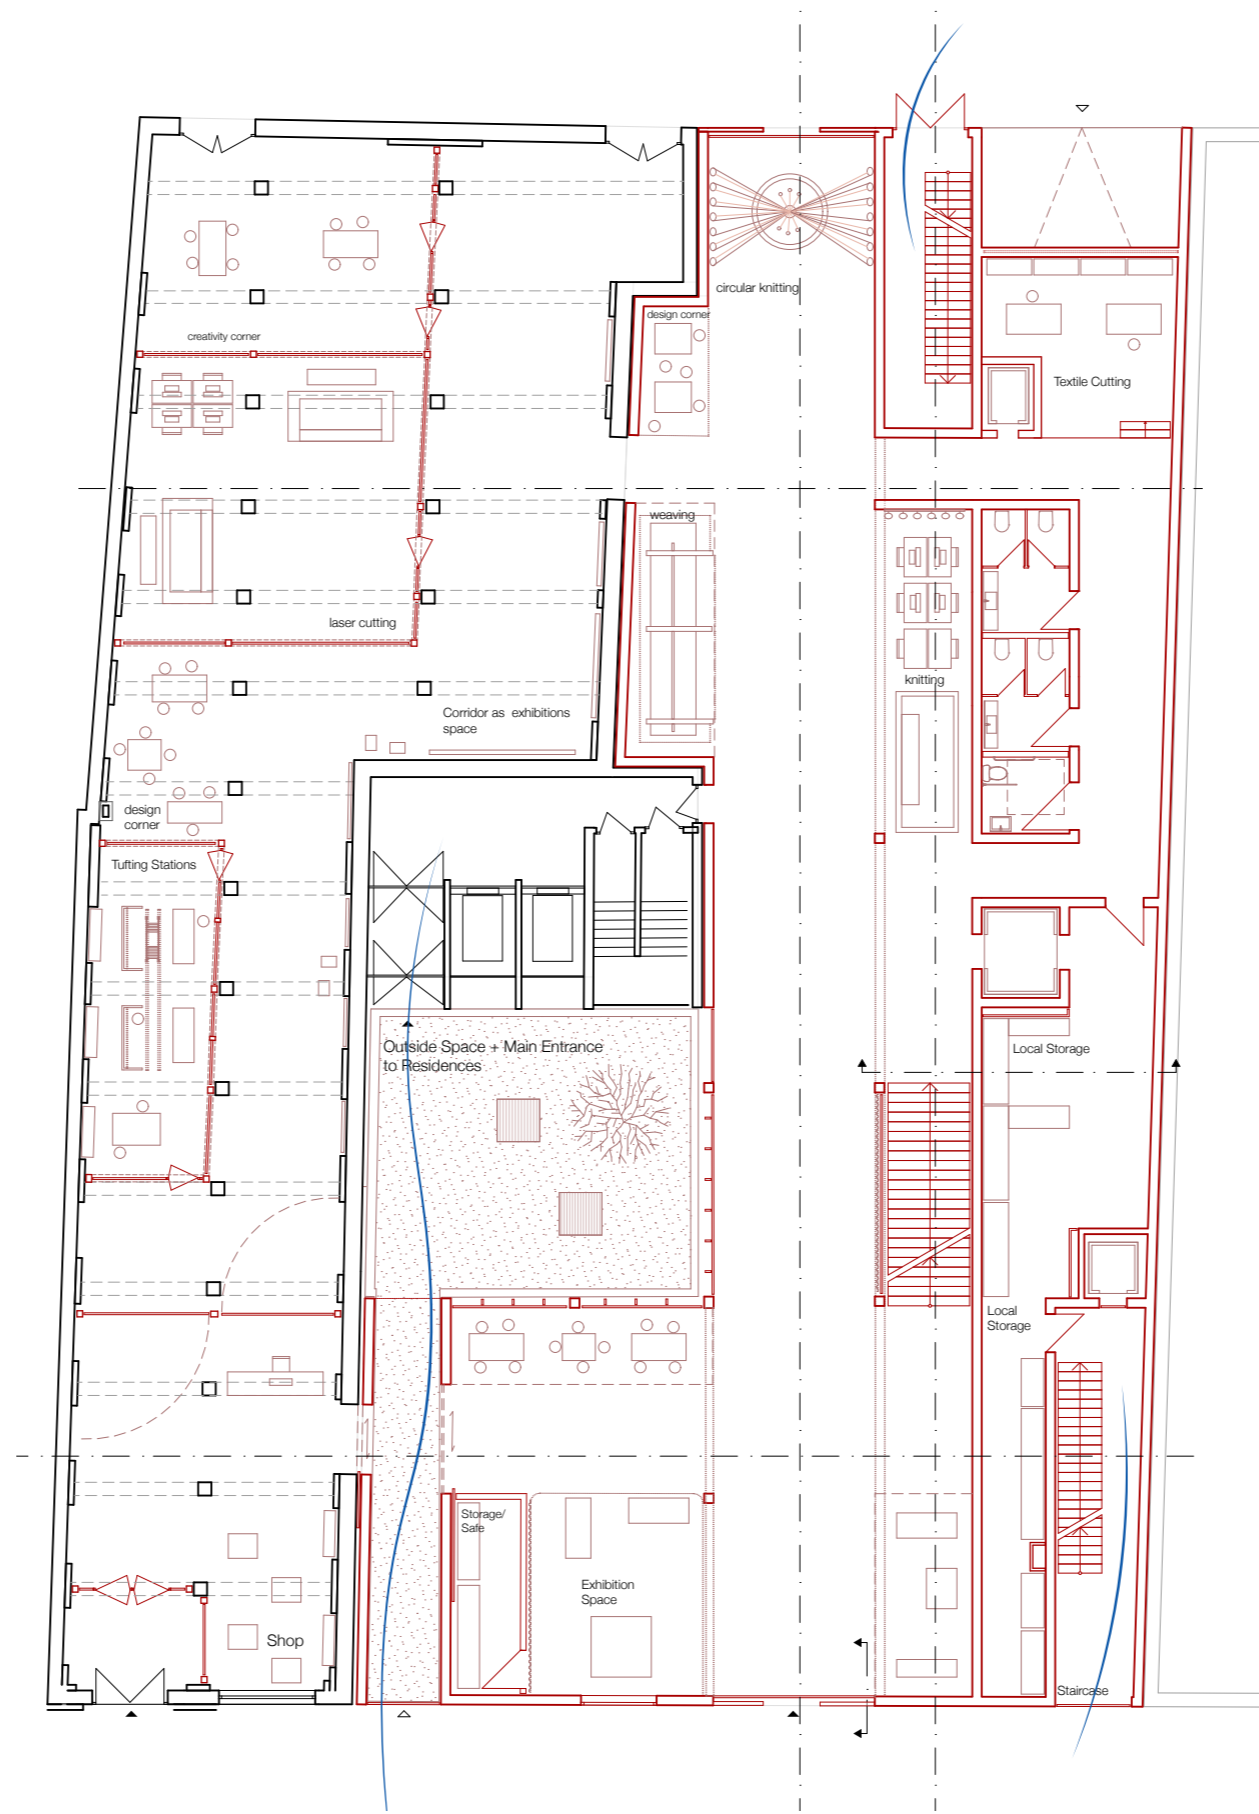 circular knitting
design corner
creativity corner
Textile Cutting
weaving
laser cutting
knitting
Corridor as  exhibitions
space
design
corner
Tufting Stations
Outside Space + Main Entrance
to Residences
Local Storage
Local
Storage
Storage/
Safe
Exhibition
Space
Shop
Staircase